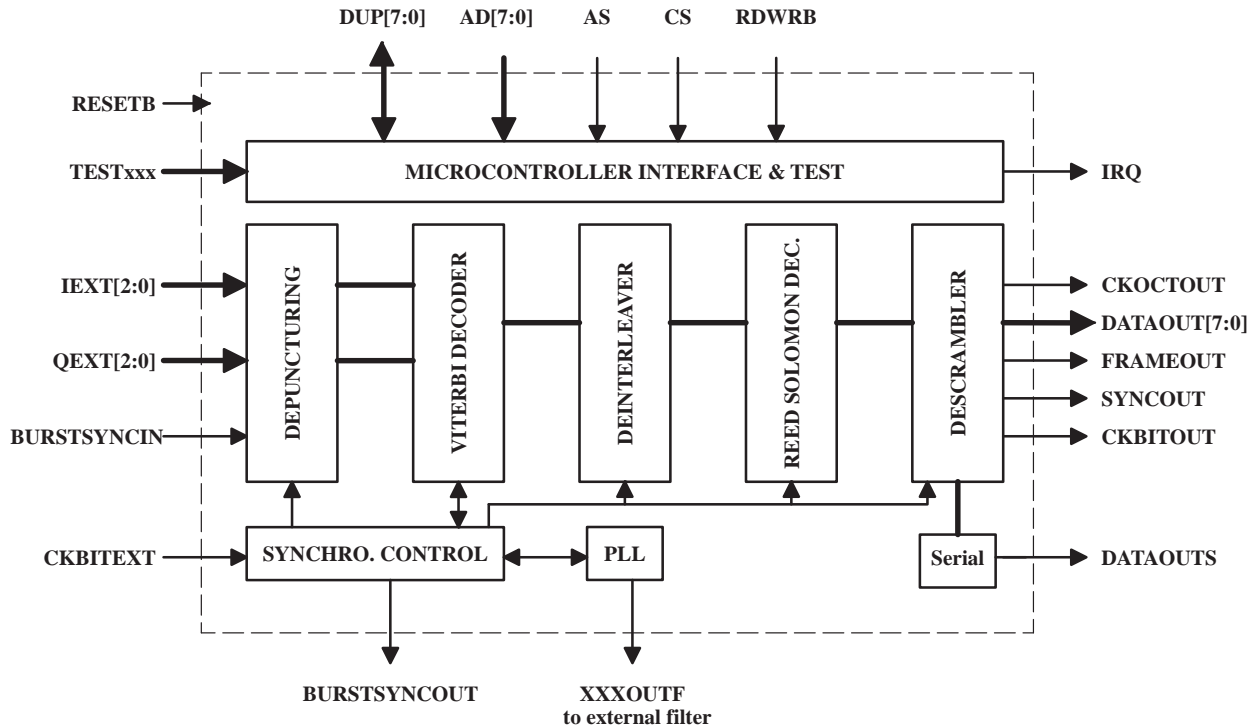 DUP[7:0] AD[7:0] AS CS RDWRB
RESETB
TESTxxx
MICROCONTROLLER INTERFACE & TEST
IRQ
IEXT[2:0]
QEXT[2:0]
BURSTSYNCIN
DEPUNCTURING
VITERBI DECODER
DEINTERLEAVER
REED SOLOMON DEC.
DESCRAMBLER
CKOCTOUT
DATAOUT[7:0]
FRAMEOUT
SYNCOUT
CKBITOUT
CKBITEXT
SYNCHRO. CONTROL
PLL
Serial
DATAOUTS
BURSTSYNCOUT
XXXOUTF
to external filter